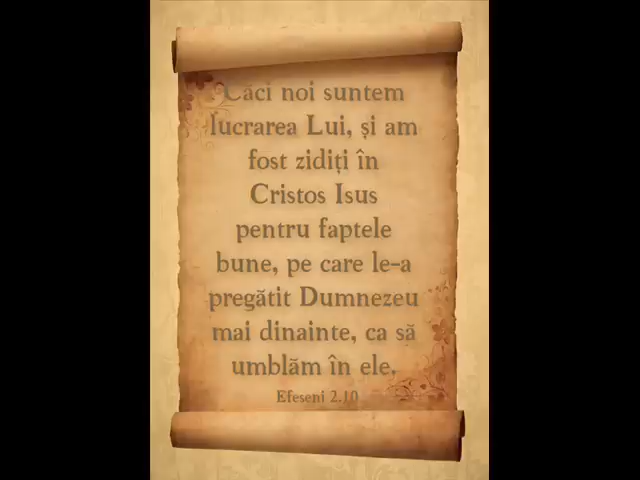 Căci noi suntem
lucrarea Lui, și am
fost zidiți în
Cristos Isus
pentru faptele
bune, pe care le-a
pregătit Dumnezeu
mai dinainte, ca să
umblăm în ele.
Efeseni 2.10